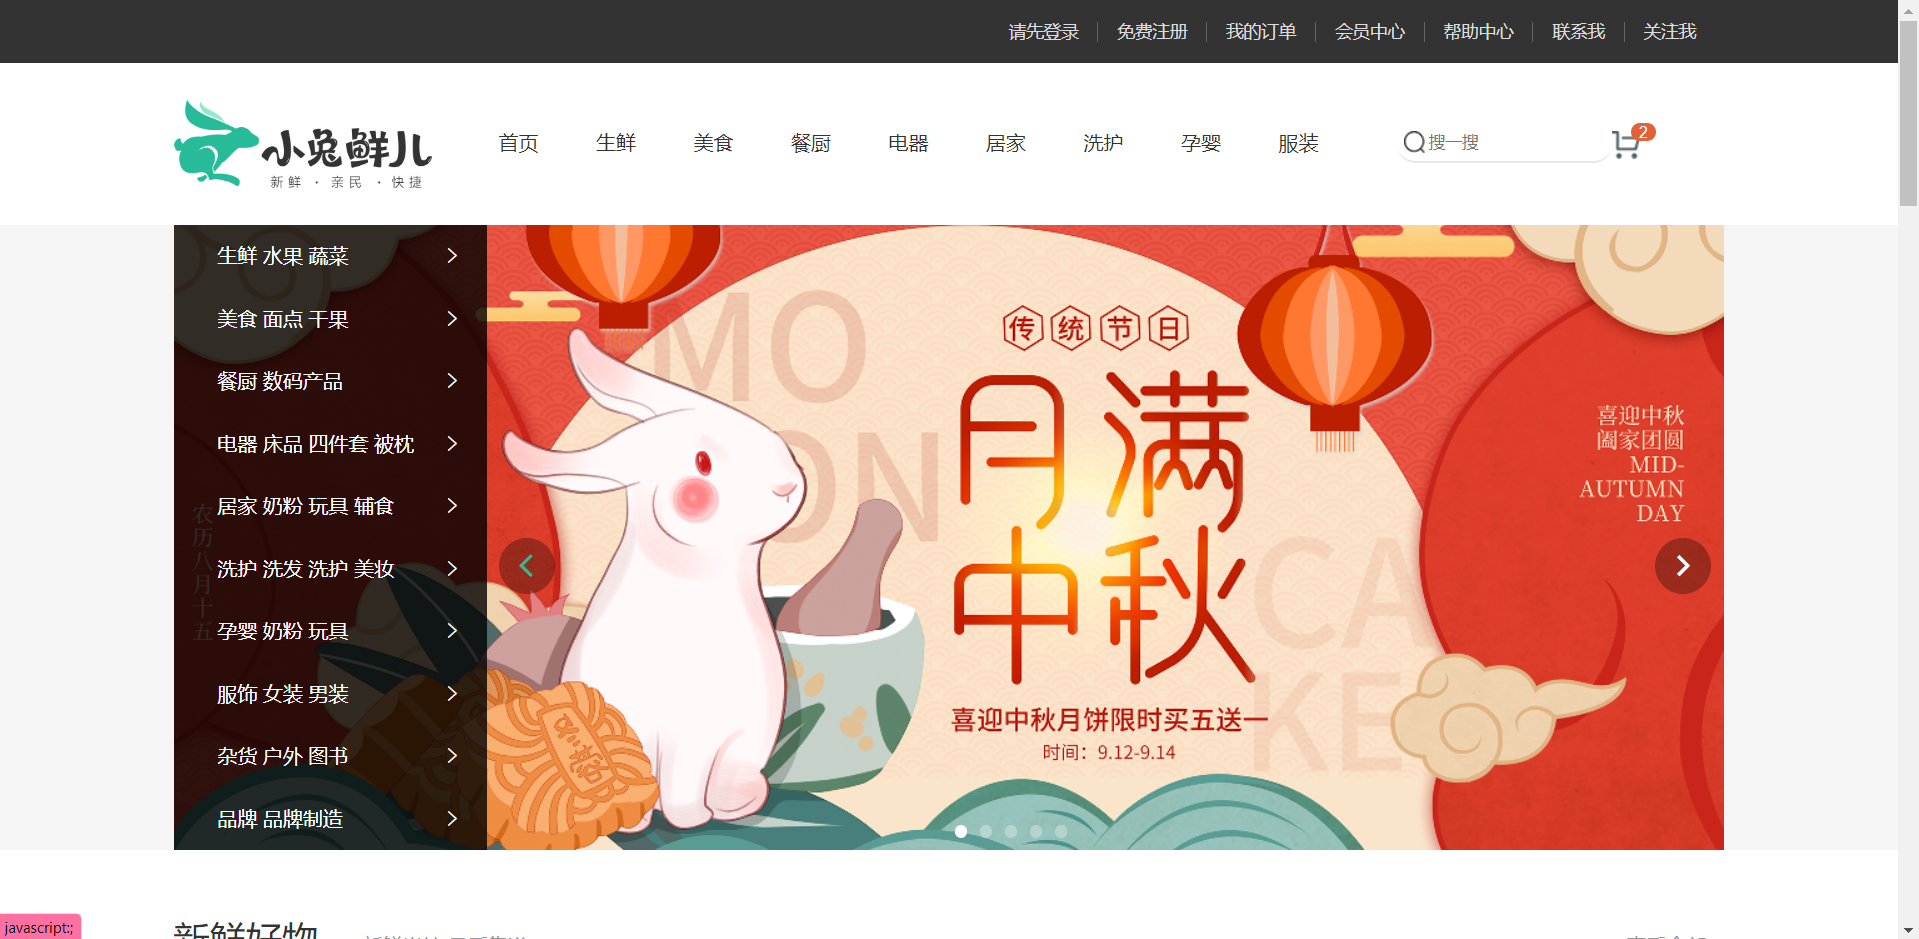 请先登录 免费注册 我的订单 会员中心 帮助中心 联系我 关注我
小兔鲜儿
新鲜 · 亲民 · 快捷
首页 生鲜 美食 餐厨 电器 居家 洗护 孕婴 服装
搜一搜
2
生鲜 水果 蔬菜
美食 面点 干果
餐厨 数码产品
电器 床品 四件套 被枕
居家 奶粉 玩具 辅食
洗护 洗发 洗护 美妆
孕婴 奶粉 玩具
服饰 女装 男装
杂货 户外 图书
品牌 品牌制造
农历八月十五
MO
ON
传统节日
月满
中秋
CA
KE
喜迎中秋月饼限时买五送一
时间：9.12-9.14
喜迎中秋
阖家团圆
MID-
AUTUMN
DAY
新鲜好物
javascript:;